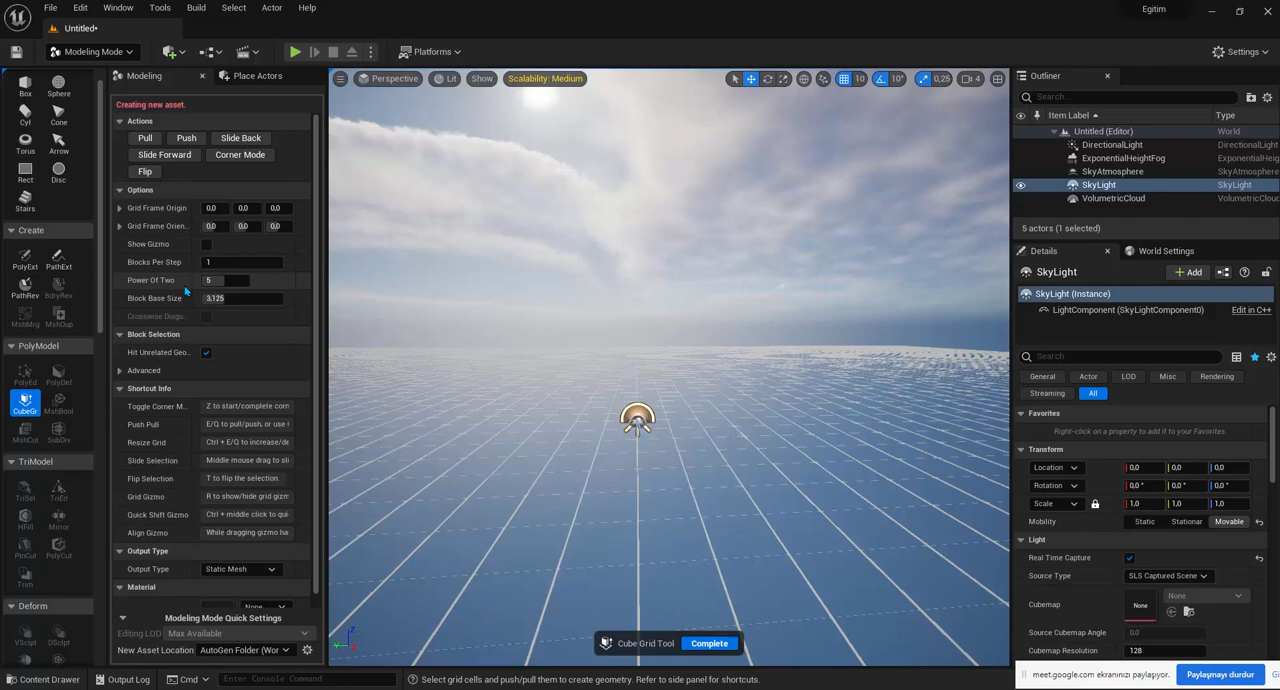 File Edit Window Tools Build Select Actor Help
Egitim
Untitled*
Modeling Mode
Platforms
Settings
Box Sphere
Cyl Cone
Torus Arrow
Rect Disc
Stairs
Create
PolyExt PathExt
PathRev BdryRev
MshMrg MshDup
PolyModel
PolyEd PolyDef
CubeGr MshBool
MshCut SubDiv
TriModel
TriSel TriEd
HFill Mirror
PlnCut PolyCut
Trim
Deform
VSculpt DSculpt
Modeling
Place Actors
Creating new asset.
Actions
Pull Push Slide Back
Slide Forward Corner Mode
Flip
Options
Grid Frame Origin 0,0 0,0 0,0
Grid Frame Orien... 0,0 0,0 0,0
Show Gizmo
Blocks Per Step 1
Power Of Two 5
Block Base Size 3,125
Crosswise Diago...
Block Selection
Hit Unrelated Geo...
Advanced
Shortcut Info
Toggle Corner M... Z to start/complete corn
Push Pull E/Q to pull/push, or use
Resize Grid Ctrl + E/Q to increase/de
Slide Selection Middle mouse drag to sli
Flip Selection T to flip the selection.
Grid Gizmo R to show/hide grid gizm
Quick Shift Gizmo Ctrl + middle click to qui
Align Gizmo While dragging gizmo ha
Output Type
Output Type Static Mesh
Material
None
Modeling Mode Quick Settings
Editing LOD Max Available
New Asset Location AutoGen Folder (Wor
Perspective Lit Show Scalability: Medium
10 10° 0,25 4
Z
Y
X
Cube Grid Tool Complete
Outliner
Search...
Item Label Type
Untitled (Editor) World
DirectionalLight DirectionalLight
ExponentialHeightFog ExponentialHei
SkyAtmosphere SkyAtmosphere
SkyLight SkyLight
VolumetricCloud VolumetricCloud
5 actors (1 selected)
Details
World Settings
SkyLight
Add
SkyLight (Instance)
LightComponent (SkyLightComponent0) Edit in C++
Search
General Actor LOD Misc Rendering
Streaming All
Favorites
Right-click on a property to add it to your Favorites.
Transform
Location 0,0 0,0 0,0
Rotation 0,0 ° 0,0 ° 0,0 °
Scale 1,0 1,0 1,0
Mobility Static Stationar Movable
Light
Real Time Capture
Source Type SLS Captured Scene
Cubemap None None
Source Cubemap Angle 0.0
Cubemap Resolution 128
Content Drawer Output Log Cmd Enter Console Command
Select grid cells and push/pull them to create geometry. Refer to side panel for shortcuts.
meet.google.com ekranınızı paylaşıyor. Paylaşmayı durdur